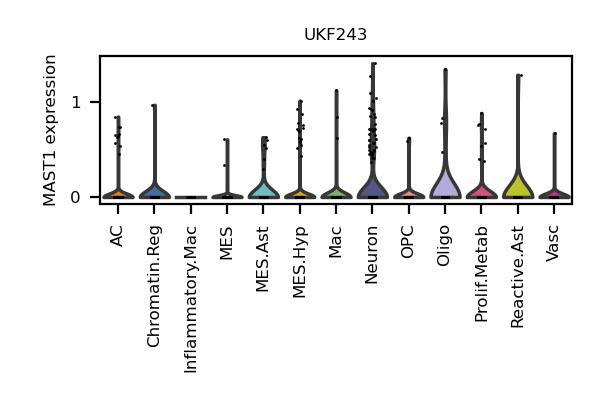 UKF243
MAST1 expression
1
0
AC
Chromatin.Reg
Inflammatory.Mac
MES
MES.Ast
MES.Hyp
Mac
Neuron
OPC
Oligo
Prolif.Metab
Reactive.Ast
Vasc